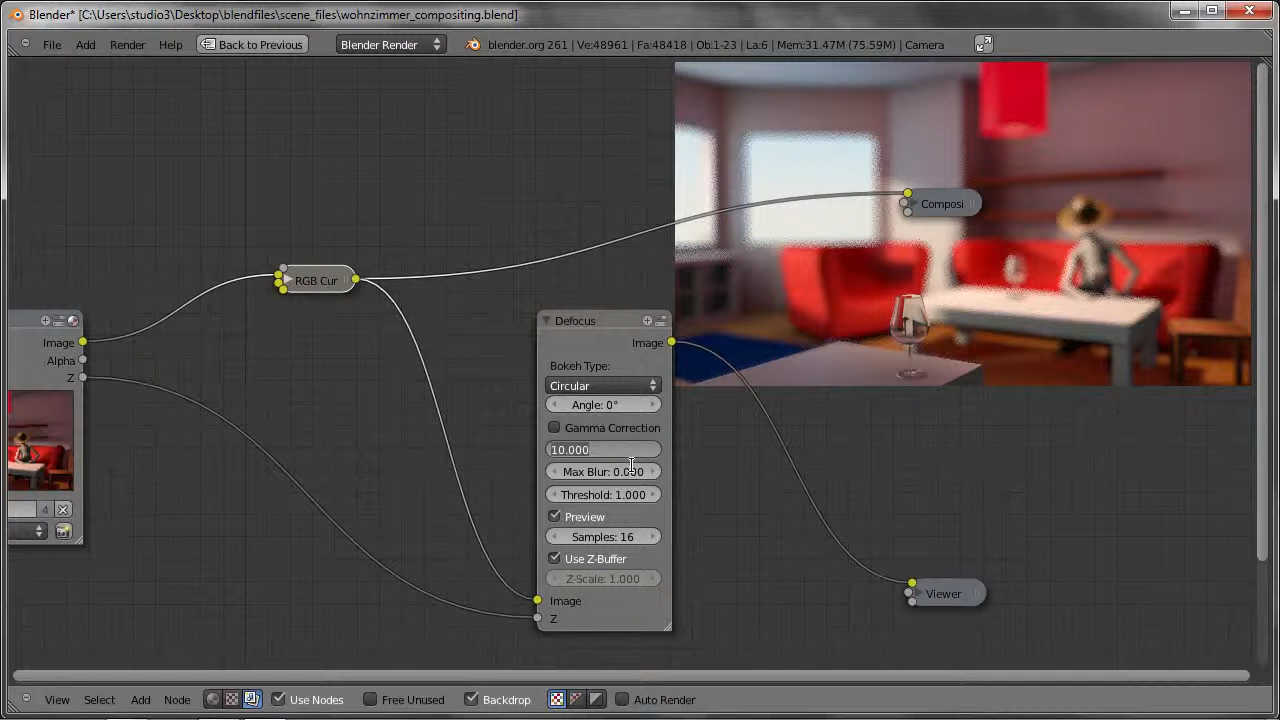 Blender* [C:\Users\studio3\Desktop\blendfiles\scene_files\wohnzimmer_compositing.blend]
File Add Render Help Back to Previous Blender Render blender.org 261 | Ve:48961 | Fa:48418 | Ob:1-23 | La:6 | Mem:31.47M (75.59M) | Camera
Composi
RGB Cur
Defocus
Image
Alpha
Z
4
Image
Bokeh Type:
Circular
Angle: 0°
Gamma Correction
10.000
Max Blur: 0.000
Threshold: 1.000
Preview
Samples: 16
Use Z-Buffer
Z-Scale: 1.000
Image
Z
Viewer
View Select Add Node Use Nodes Free Unused Backdrop Auto Render